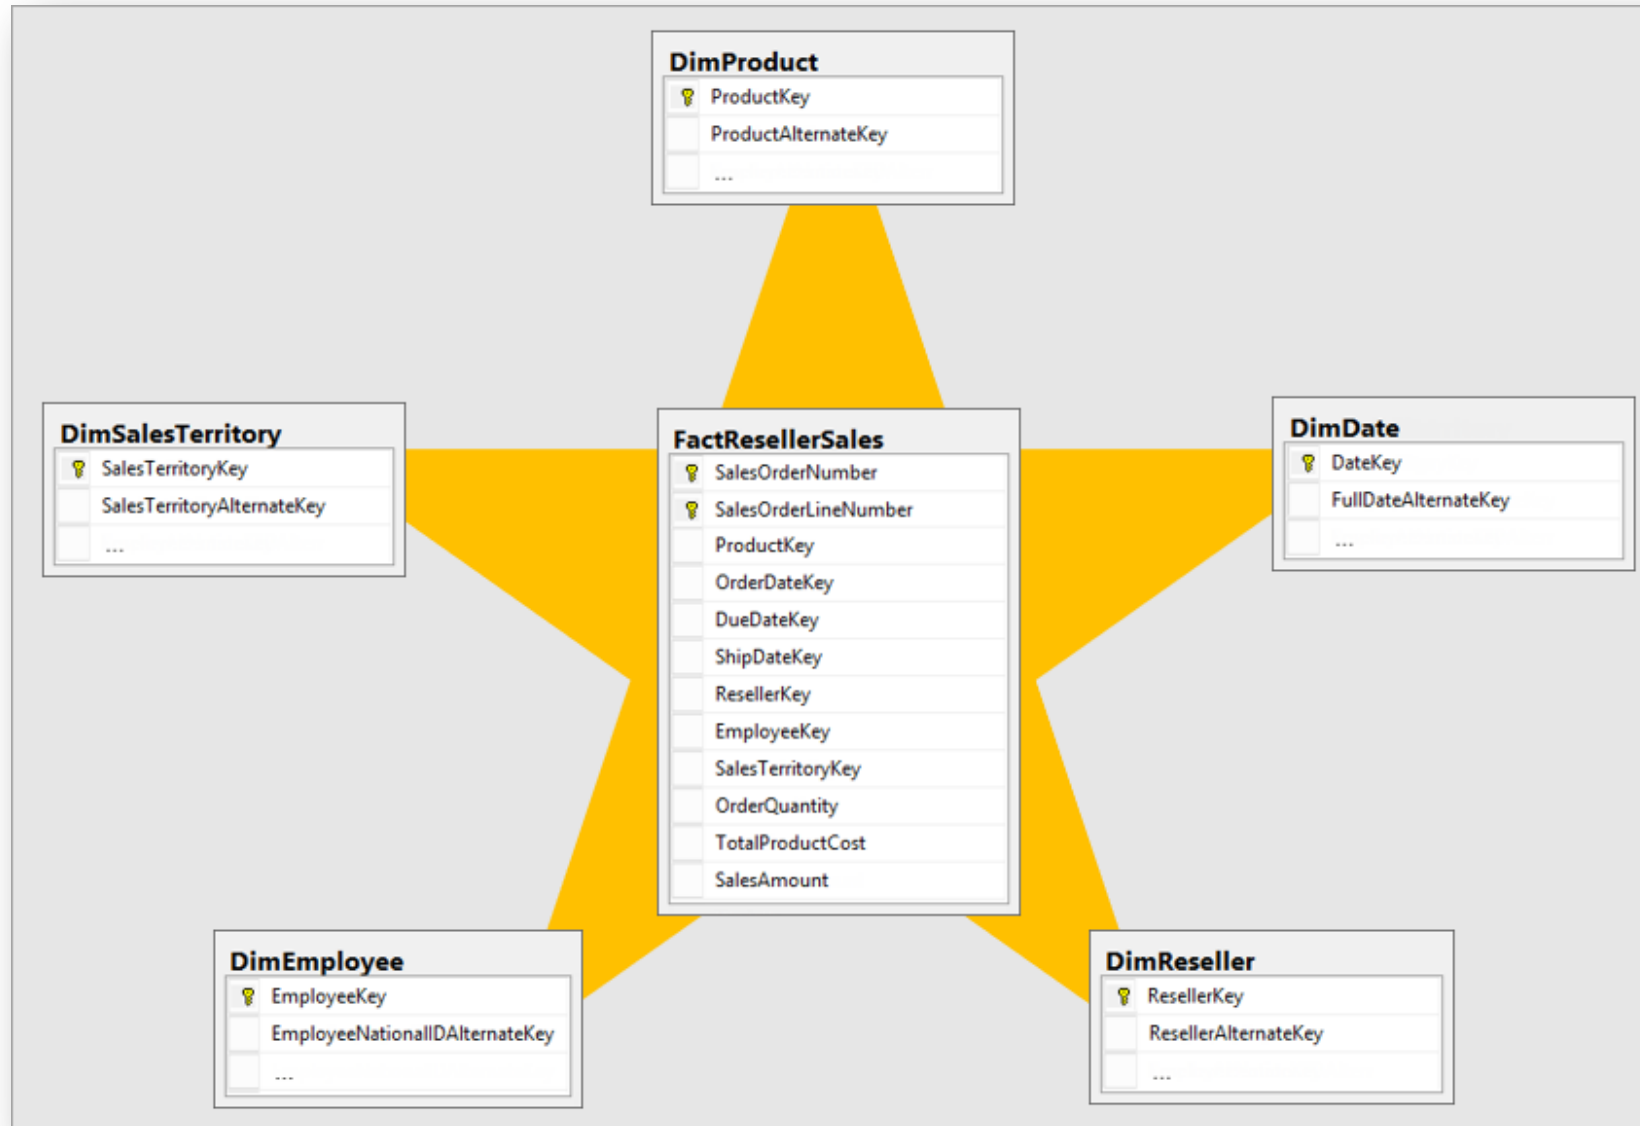 DimProduct
ProductKey
ProductAlternateKey
...
DimSalesTerritory
SalesTerritoryKey
SalesTerritoryAlternateKey
...
FactResellerSales
SalesOrderNumber
SalesOrderLineNumber
ProductKey
OrderDateKey
DueDateKey
ShipDateKey
ResellerKey
EmployeeKey
SalesTerritoryKey
OrderQuantity
TotalProductCost
SalesAmount
DimDate
DateKey
FullDateAlternateKey
...
DimEmployee
EmployeeKey
EmployeeNationalIDAlternateKey
...
DimReseller
ResellerKey
ResellerAlternateKey
...